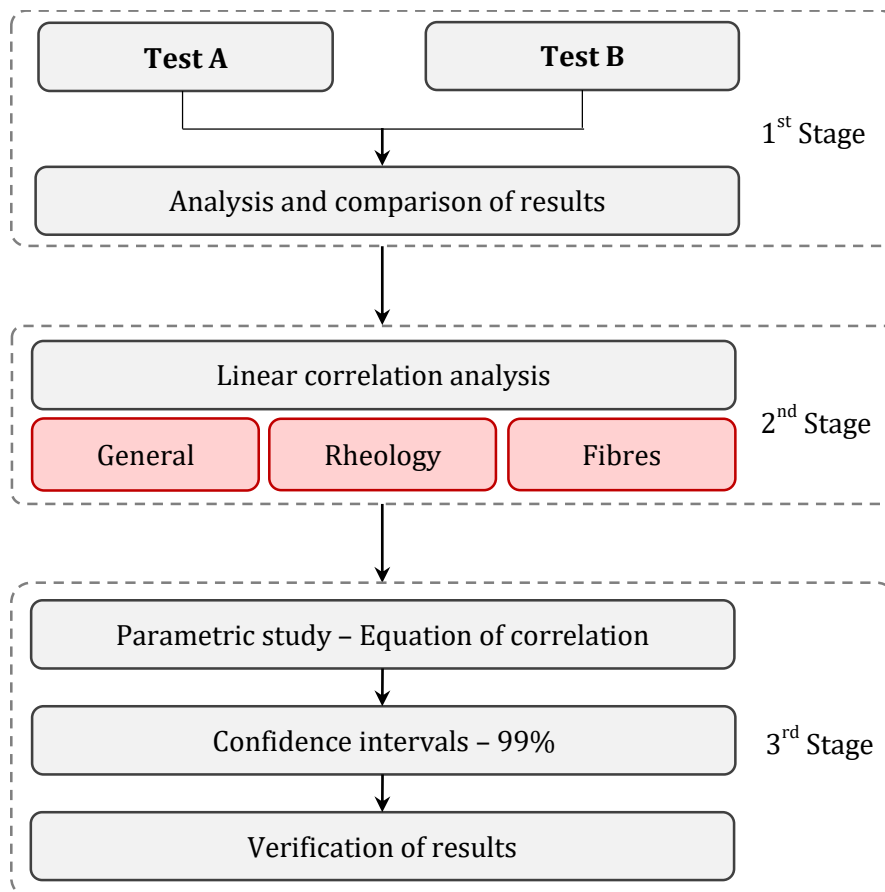 Test A
Test B
1st Stage
Analysis and comparison of results
Linear correlation analysis
2nd Stage
General
Rheology
Fibres
Parametric study – Equation of correlation
Confidence intervals – 99%
3rd Stage
Verification of results